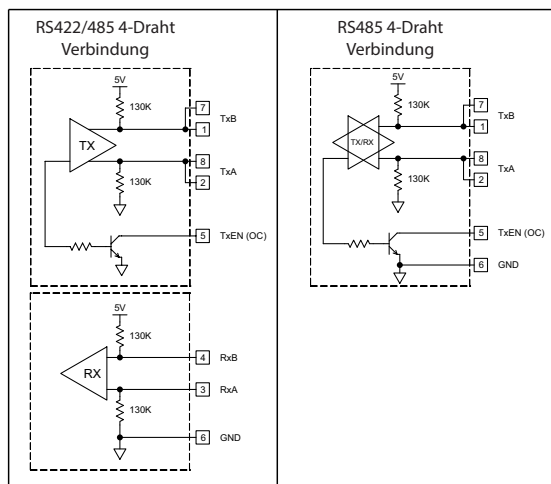 RS422/485 4-Draht
Verbindung
5V
130K
7
TxB
1
TX
8
TxA
130K
2
5
TxEN (OC)
5V
130K
4
RxB
RX
3
RxA
130K
6
GND
RS485 4-Draht
Verbindung
5V
130K
7
TxB
1
TX/RX
8
TxA
130K
2
5
TxEN (OC)
6
GND